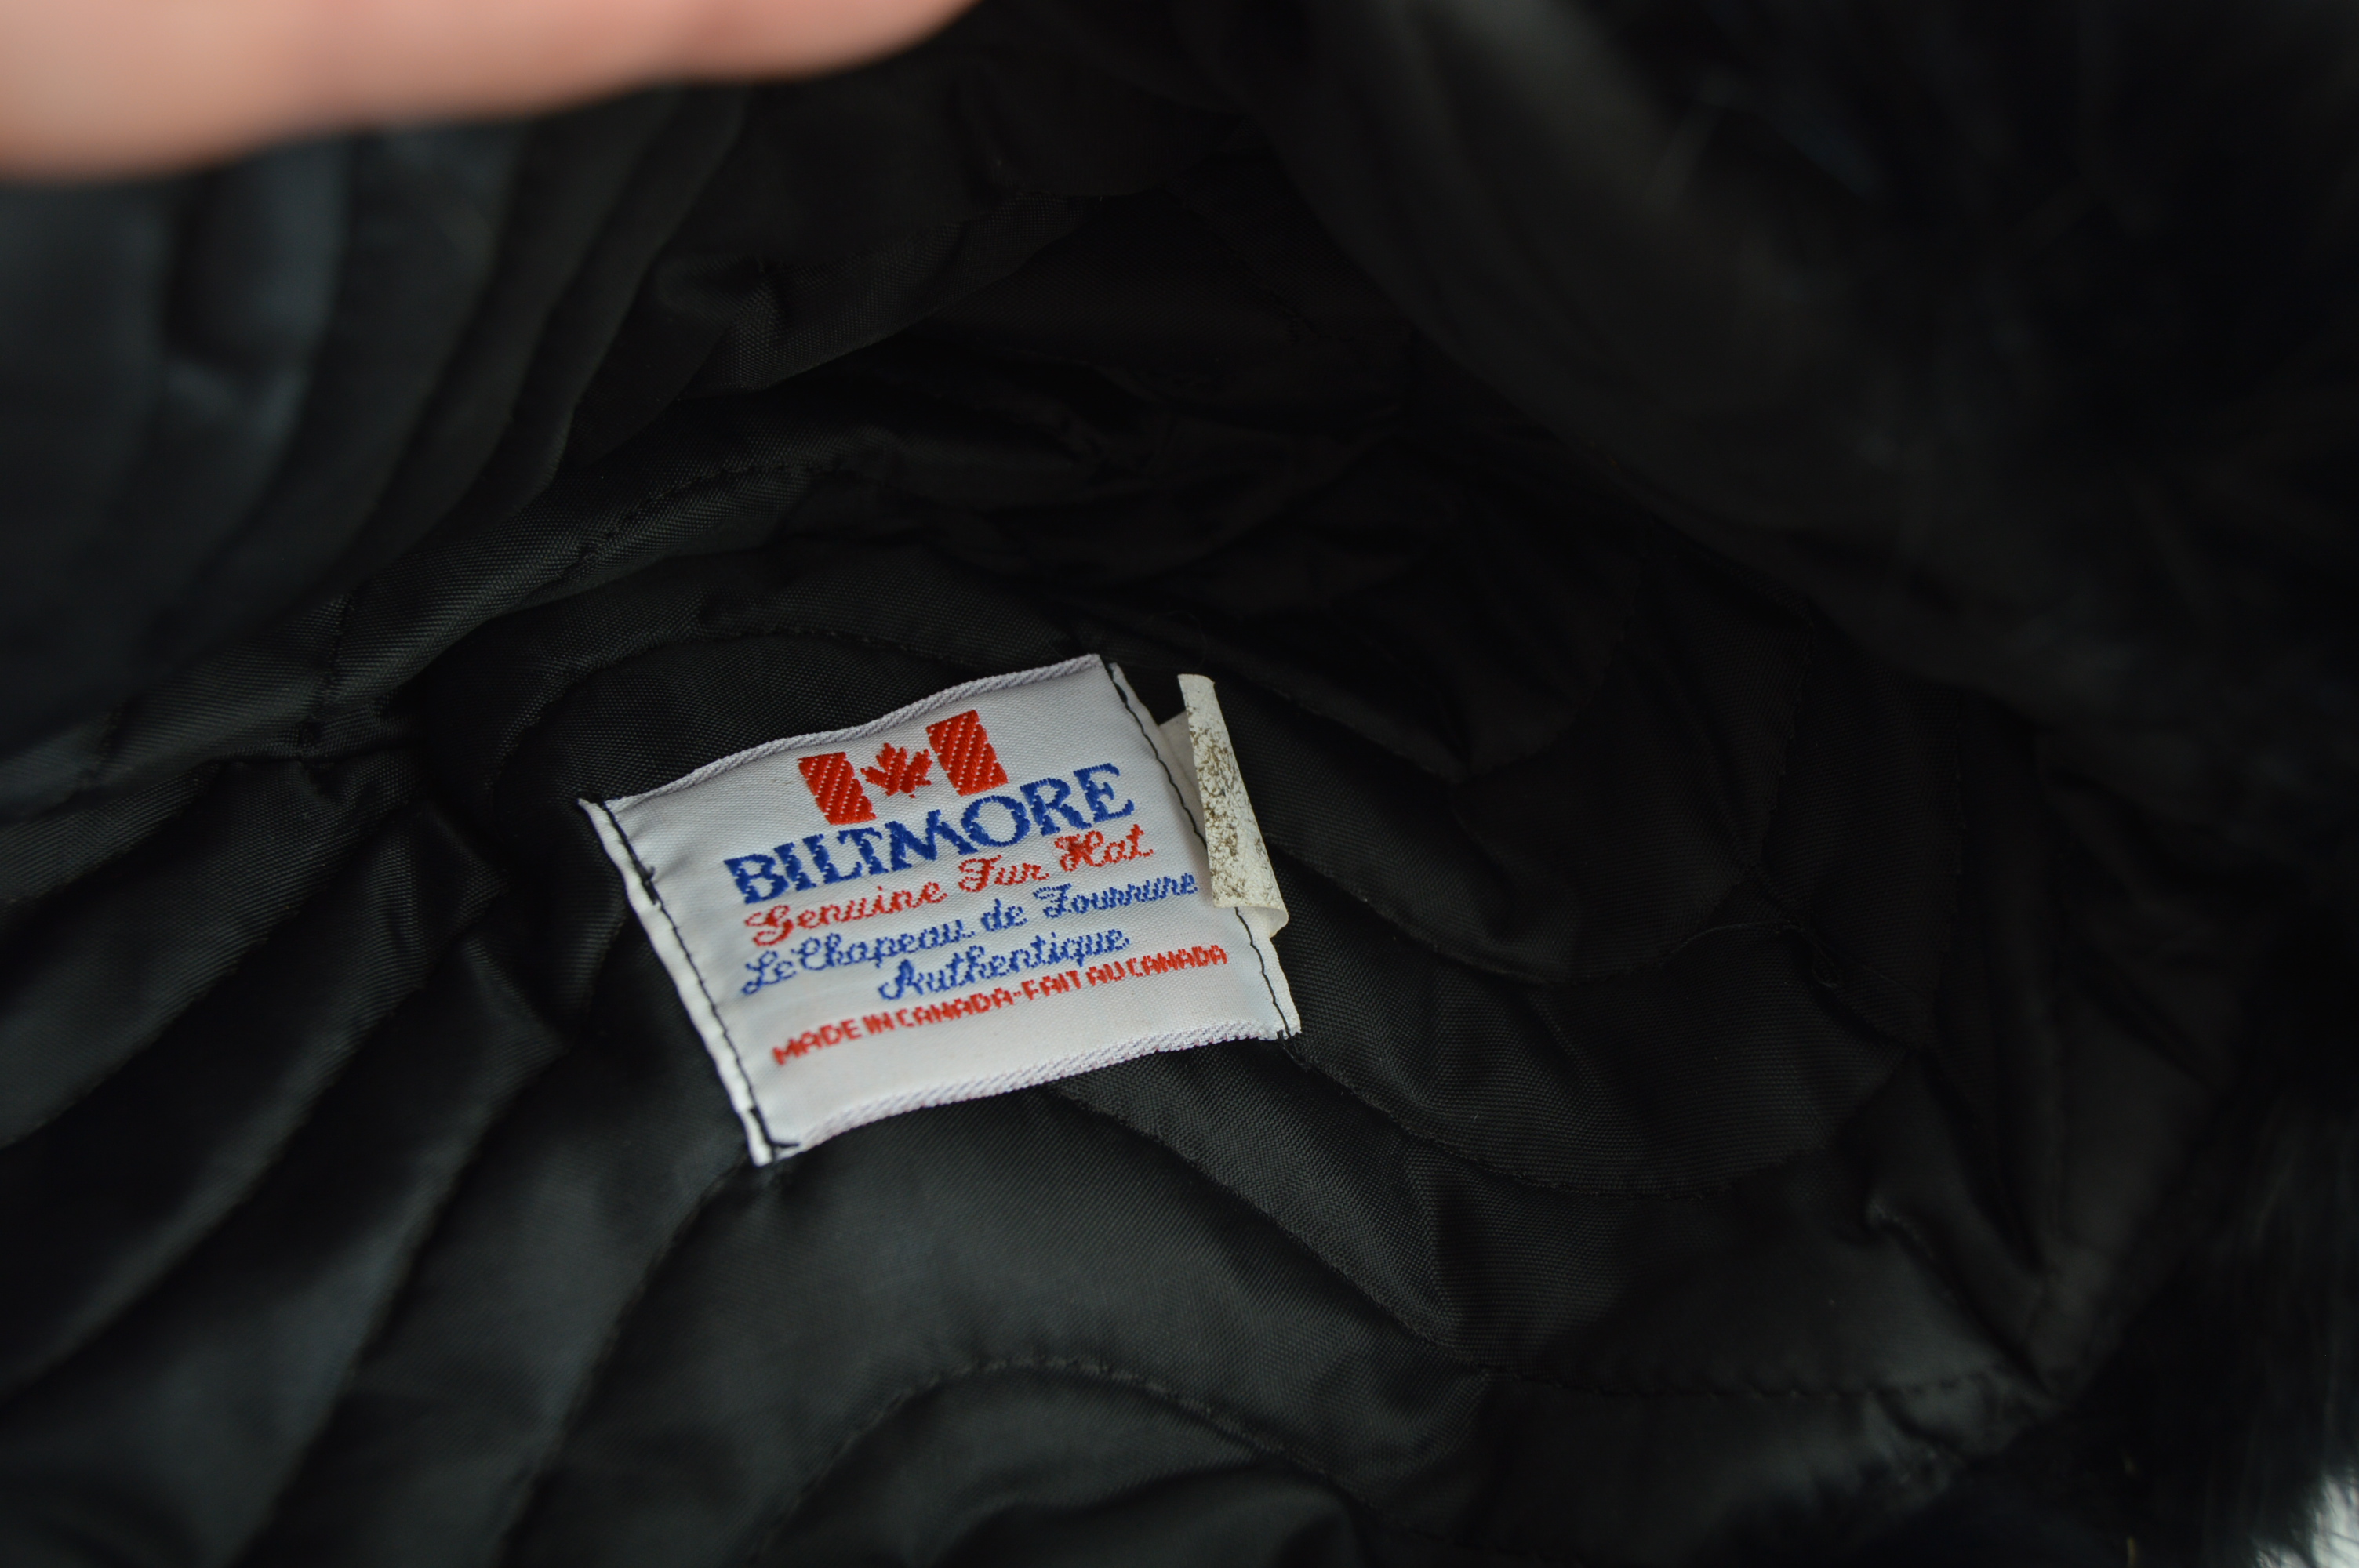 BILTMORE
Genuine Fur Hat
Le Chapeau de Fourrure
Authentique
MADE IN CANADA-FAIT AU CANADA